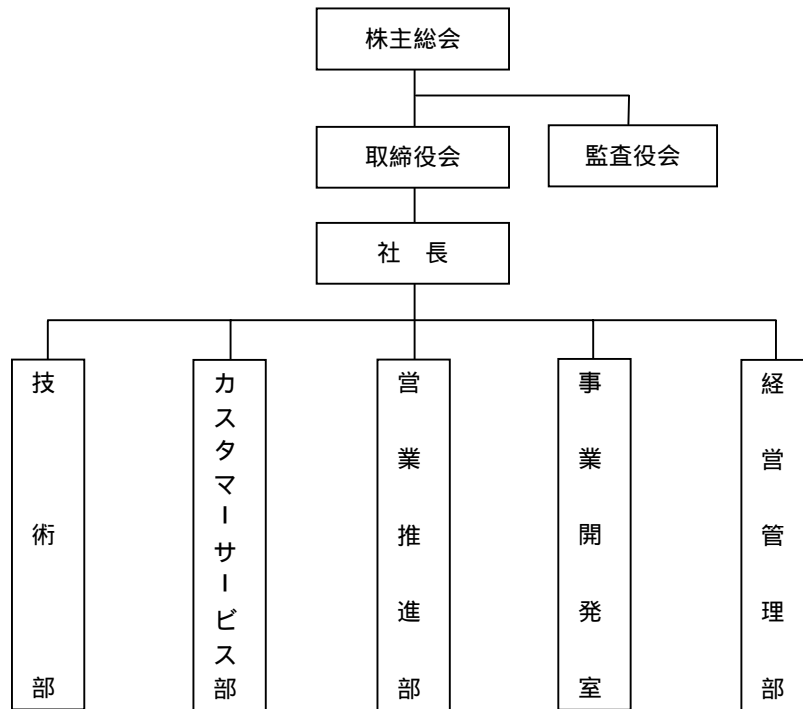 株主総会
取締役会
監査役会
社　長
技術部
カスタマーサービス部
営業推進部
事業開発室
経営管理部